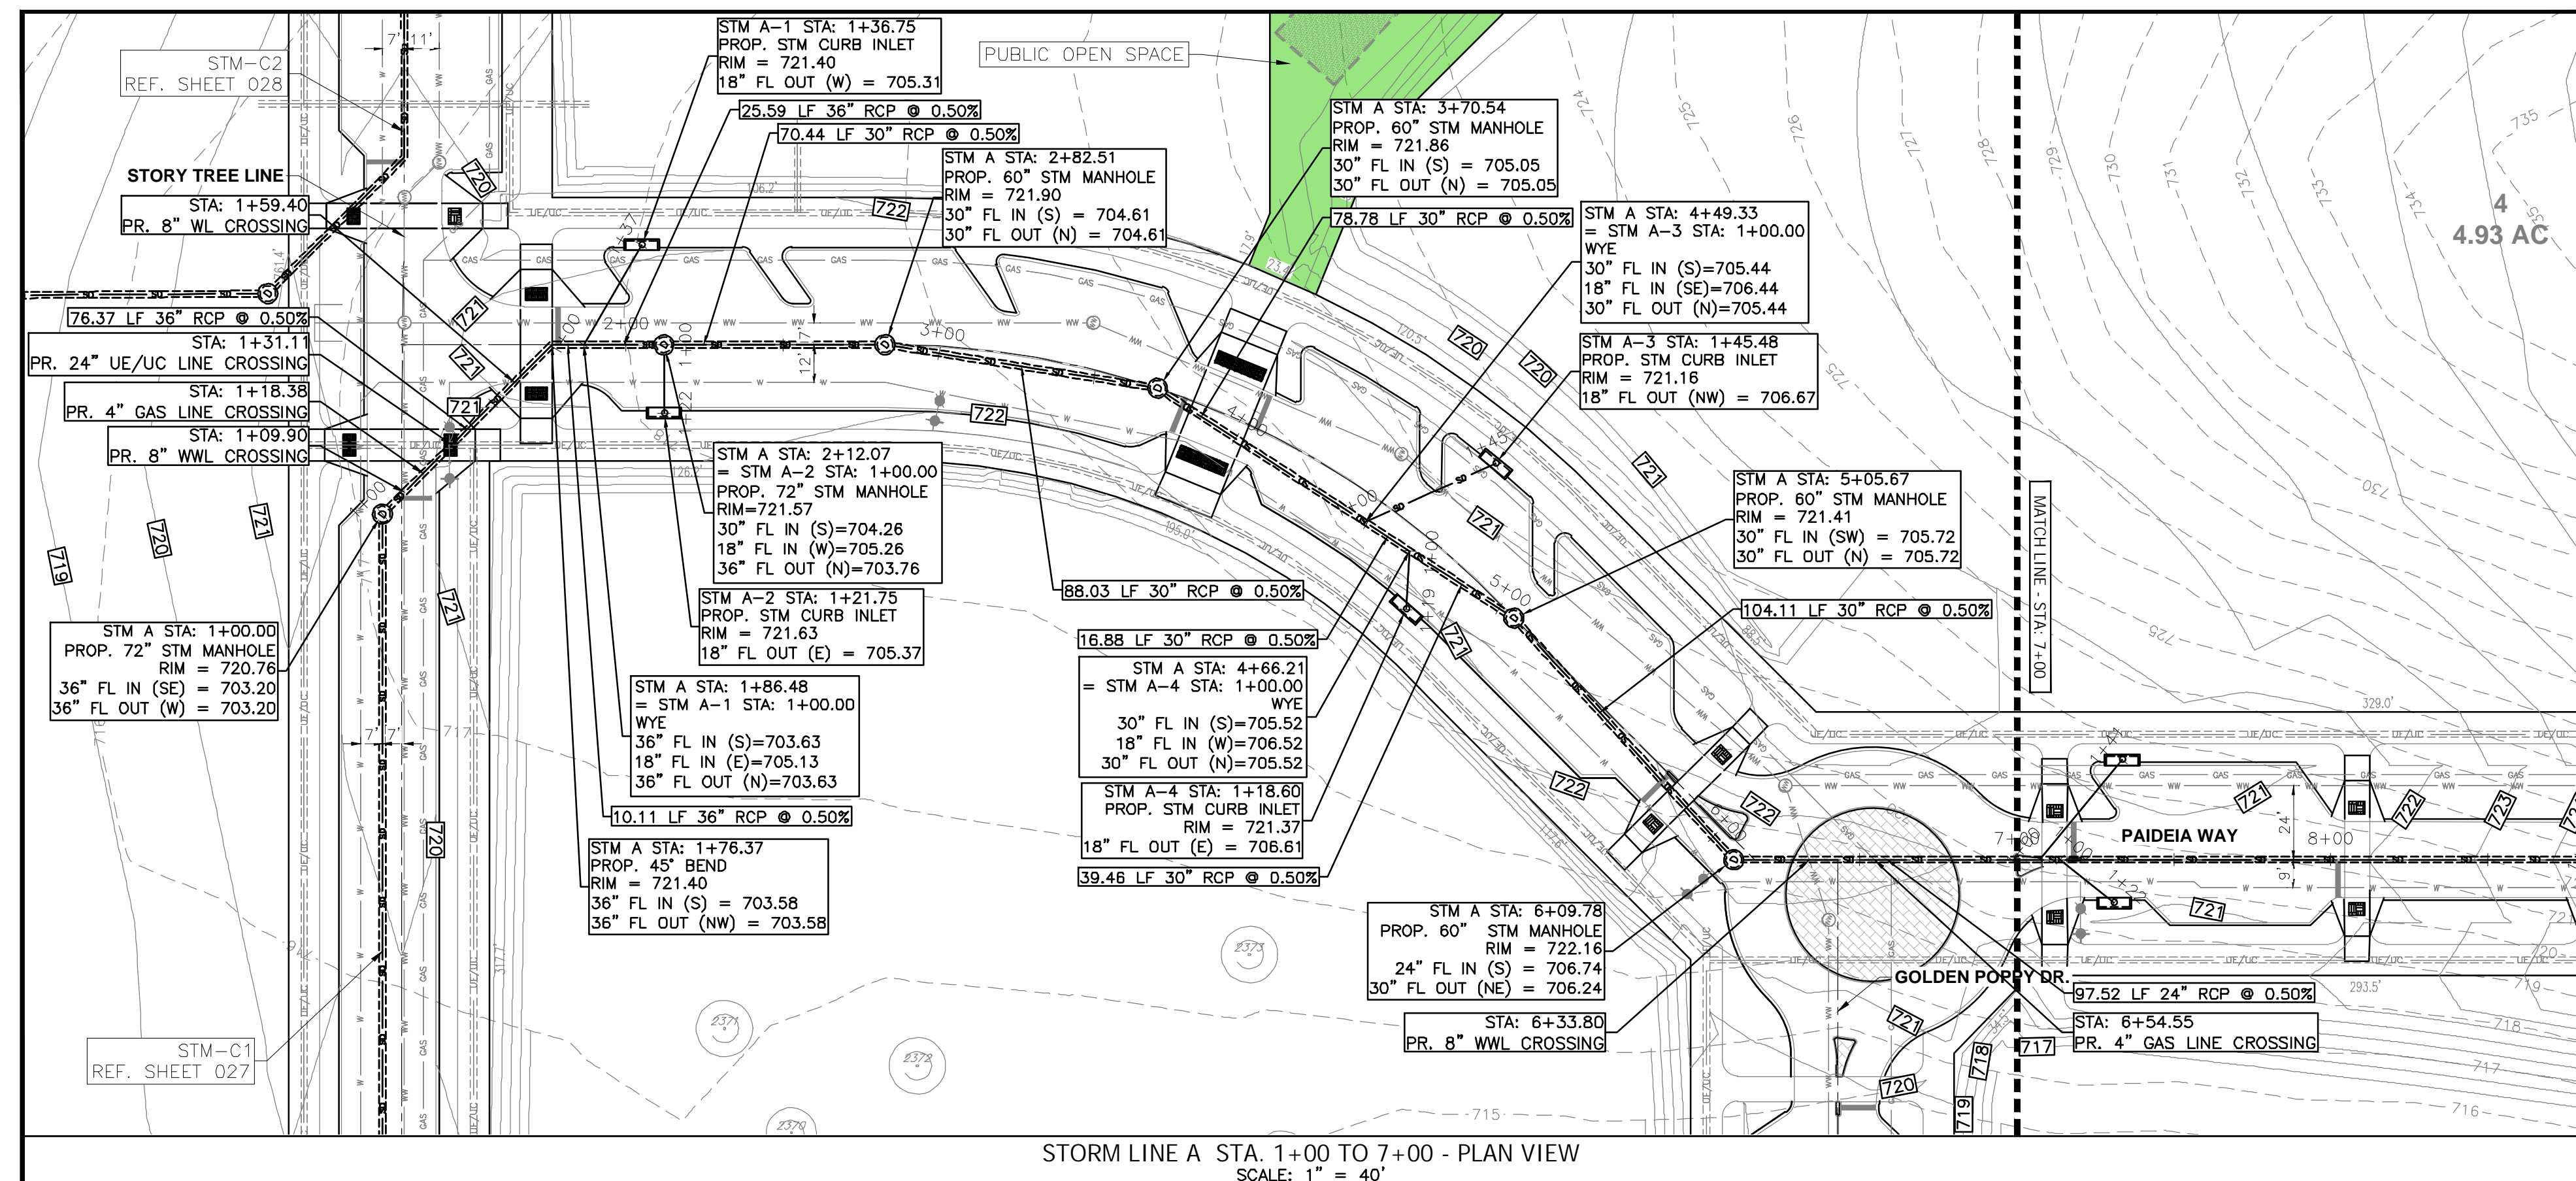 STM A-1 STA: 1+36.75
PROP. STM CURB INLET
RIM = 721.40
18" FL OUT (W) = 705.31
25.59 LF 36" RCP @ 0.50%
70.44 LF 30" RCP @ 0.50%
PUBLIC OPEN SPACE
STM-C2
REF. SHEET 028
7' 11'
STORY TREE LINE
STA: 1+59.40
PR. 8" WL CROSSING
76.37 LF 36" RCP @ 0.50%
STA: 1+31.11
PR. 24" UE/UC LINE CROSSING
STA: 1+18.38
PR. 4" GAS LINE CROSSING
STA: 1+09.90
PR. 8" WWL CROSSING
STM A STA: 2+82.51
PROP. 60" STM MANHOLE
RIM = 721.90
30" FL IN (S) = 704.61
30" FL OUT (N) = 704.61
STM A STA: 3+70.54
PROP. 60" STM MANHOLE
RIM = 721.86
30" FL IN (S) = 705.05
30" FL OUT (N) = 705.05
78.78 LF 30" RCP @ 0.50%
STM A STA: 4+49.33
= STM A-3 STA: 1+00.00
WYE
30" FL IN (S)=705.44
18" FL IN (SE)=706.44
30" FL OUT (N)=705.44
STM A-3 STA: 1+45.48
PROP. STM CURB INLET
RIM = 721.16
18" FL OUT (NW) = 706.67
4
4.93 AC
STM A STA: 2+12.07
= STM A-2 STA: 1+00.00
PROP. 72" STM MANHOLE
RIM=721.57
30" FL IN (S)=704.26
18" FL IN (W)=705.26
36" FL OUT (N)=703.76
STM A-2 STA: 1+21.75
PROP. STM CURB INLET
RIM = 721.63
18" FL OUT (E) = 705.37
STM A STA: 1+00.00
PROP. 72" STM MANHOLE
RIM = 720.76
36" FL IN (SE) = 703.20
36" FL OUT (W) = 703.20
STM A STA: 1+86.48
= STM A-1 STA: 1+00.00
WYE
36" FL IN (S)=703.63
18" FL IN (E)=705.13
36" FL OUT (N)=703.63
10.11 LF 36" RCP @ 0.50%
STM A STA: 1+76.37
PROP. 45° BEND
RIM = 721.40
36" FL IN (S) = 703.58
36" FL OUT (NW) = 703.58
88.03 LF 30" RCP @ 0.50%
16.88 LF 30" RCP @ 0.50%
STM A STA: 4+66.21
= STM A-4 STA: 1+00.00
WYE
30" FL IN (S)=705.52
18" FL IN (W)=706.52
30" FL OUT (N)=705.52
STM A-4 STA: 1+18.60
PROP. STM CURB INLET
RIM = 721.37
18" FL OUT (E) = 706.61
39.46 LF 30" RCP @ 0.50%
STM A STA: 5+05.67
PROP. 60" STM MANHOLE
RIM = 721.41
30" FL IN (SW) = 705.72
30" FL OUT (N) = 705.72
104.11 LF 30" RCP @ 0.50%
MATCH LINE - STA: 7+00
STM A STA: 6+09.78
PROP. 60" STM MANHOLE
RIM = 722.16
24" FL IN (S) = 706.74
30" FL OUT (NE) = 706.24
STA: 6+33.80
PR. 8" WWL CROSSING
PAIDEIA WAY
8+00
GOLDEN POPPY DR.
97.52 LF 24" RCP @ 0.50%
STA: 6+54.55
PR. 4" GAS LINE CROSSING
STM-C1
REF. SHEET 027
2+00
3+00
4+00
5+00
329.0'
293.5'
2373
2371
2372
2370
715
STORM LINE A STA. 1+00 TO 7+00 - PLAN VIEW
SCALE: 1" = 40'